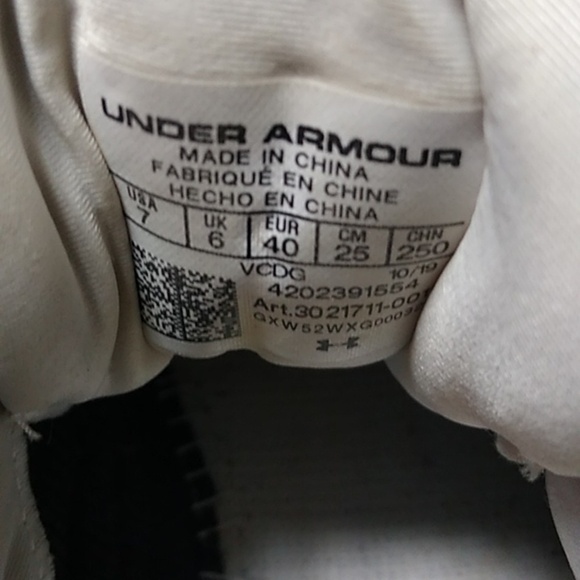 UNDER ARMOUR
MADE IN CHINA
FABRIQUÉ EN CHINE
HECHO EN CHINA
USA UK EUR CM CHN
7 6 40 25 250
VCDG 10/19
4202391554